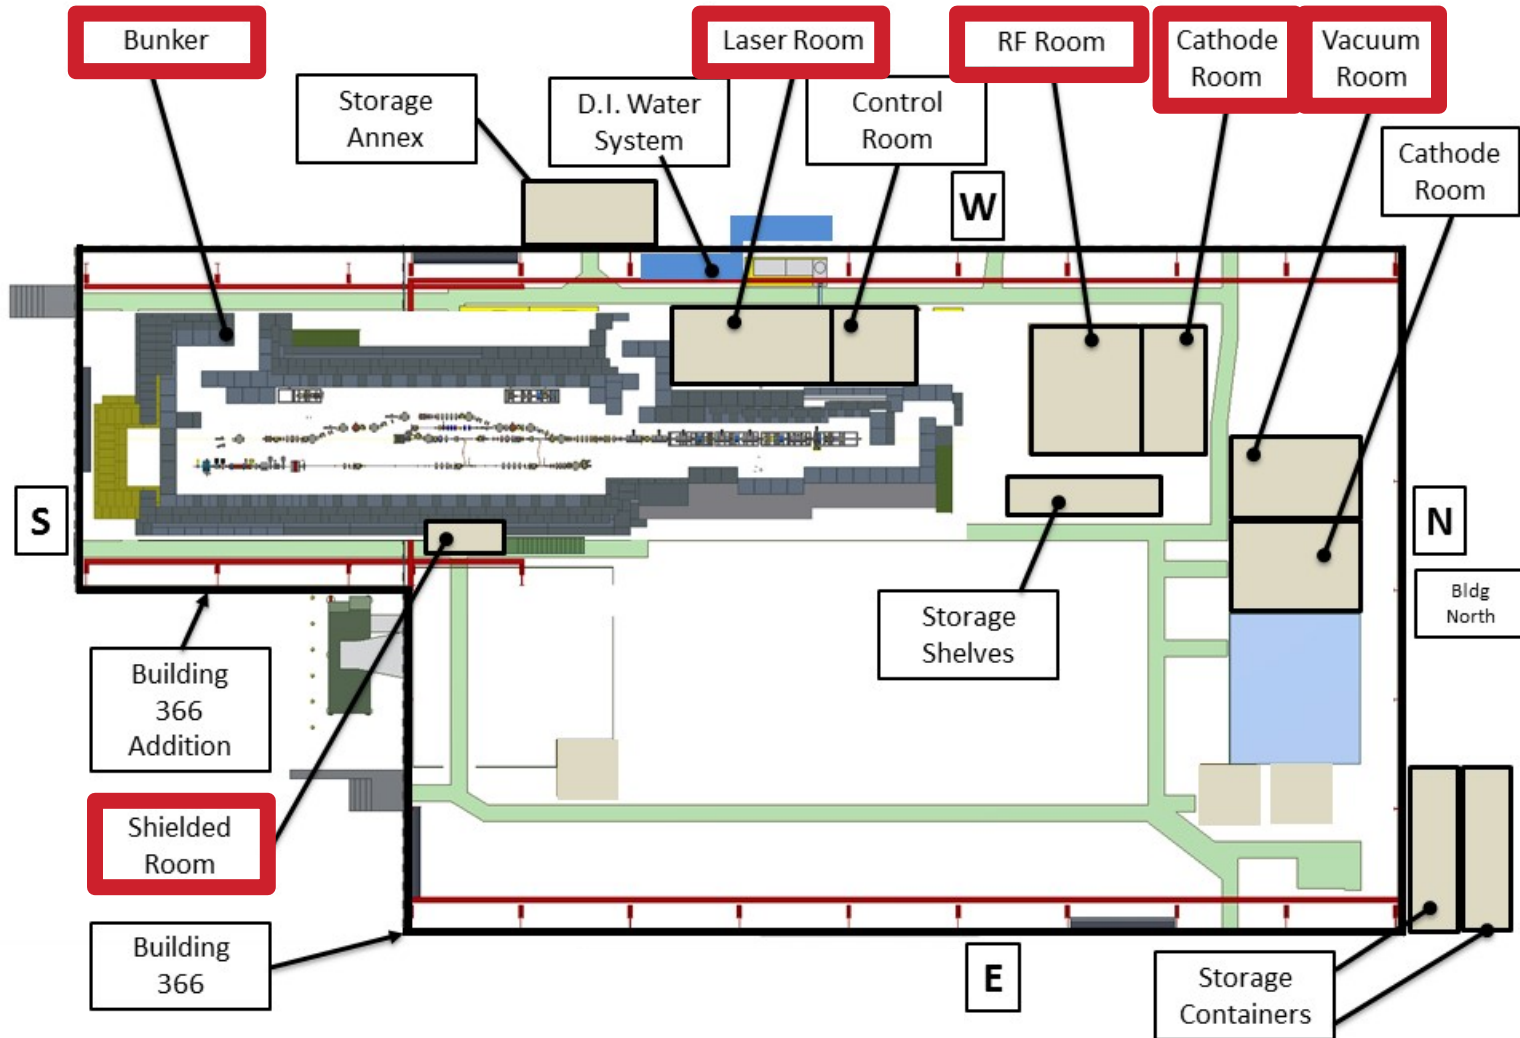 Bunker
Laser Room
RF Room
Cathode
Room
Vacuum
Room
Storage
Annex
D.I. Water
System
Control
Room
Cathode
Room
W
S
N
Bldg
North
Storage
Shelves
Building
366
Addition
Shielded
Room
Building
366
E
Storage
Containers